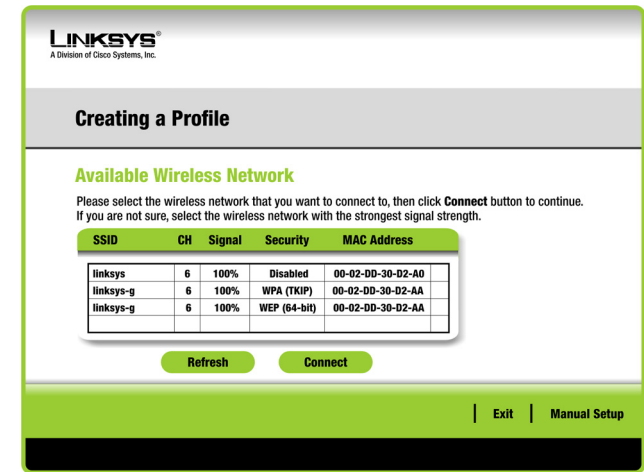 LINKSYS®
A Division of Cisco Systems, Inc.
Creating a Profile
Available Wireless Network
Please select the wireless network that you want to connect to, then click Connect button to continue.
If you are not sure, select the wireless network with the strongest signal strength.
SSID CH Signal Security MAC Address
linksys 6 100% Disabled 00-02-DD-30-D2-A0
linksys-g 6 100% WPA (TKIP) 00-02-DD-30-D2-AA
linksys-g 6 100% WEP (64-bit) 00-02-DD-30-D2-AA
Refresh Connect
Exit Manual Setup